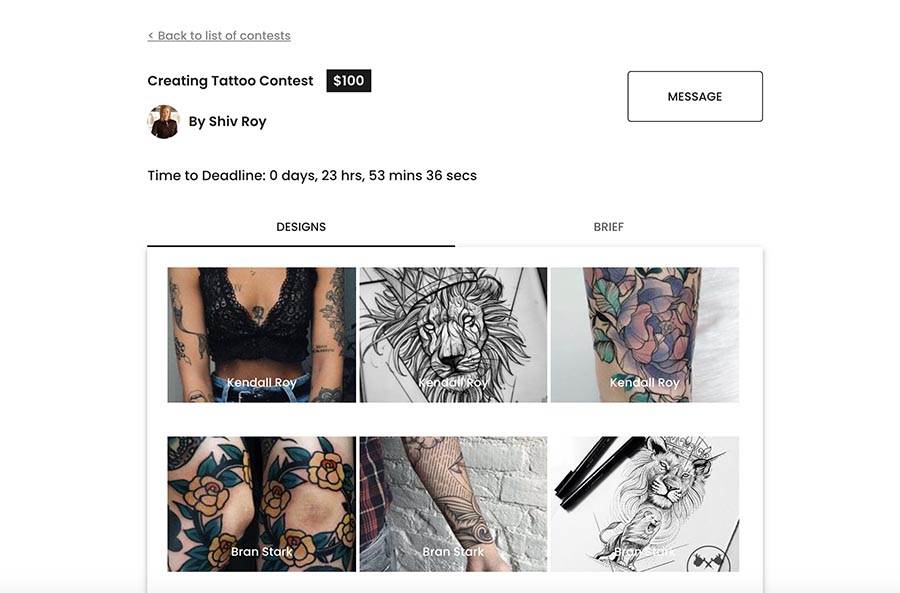 < Back to list of contests
Creating Tattoo Contest $100
MESSAGE
By Shiv Roy
Time to Deadline: 0 days, 23 hrs, 53 mins 36 secs
DESIGNS BRIEF
Kendall Roy Kendall Roy Kendall Roy
Bran Stark Bran Stark Bran Stark